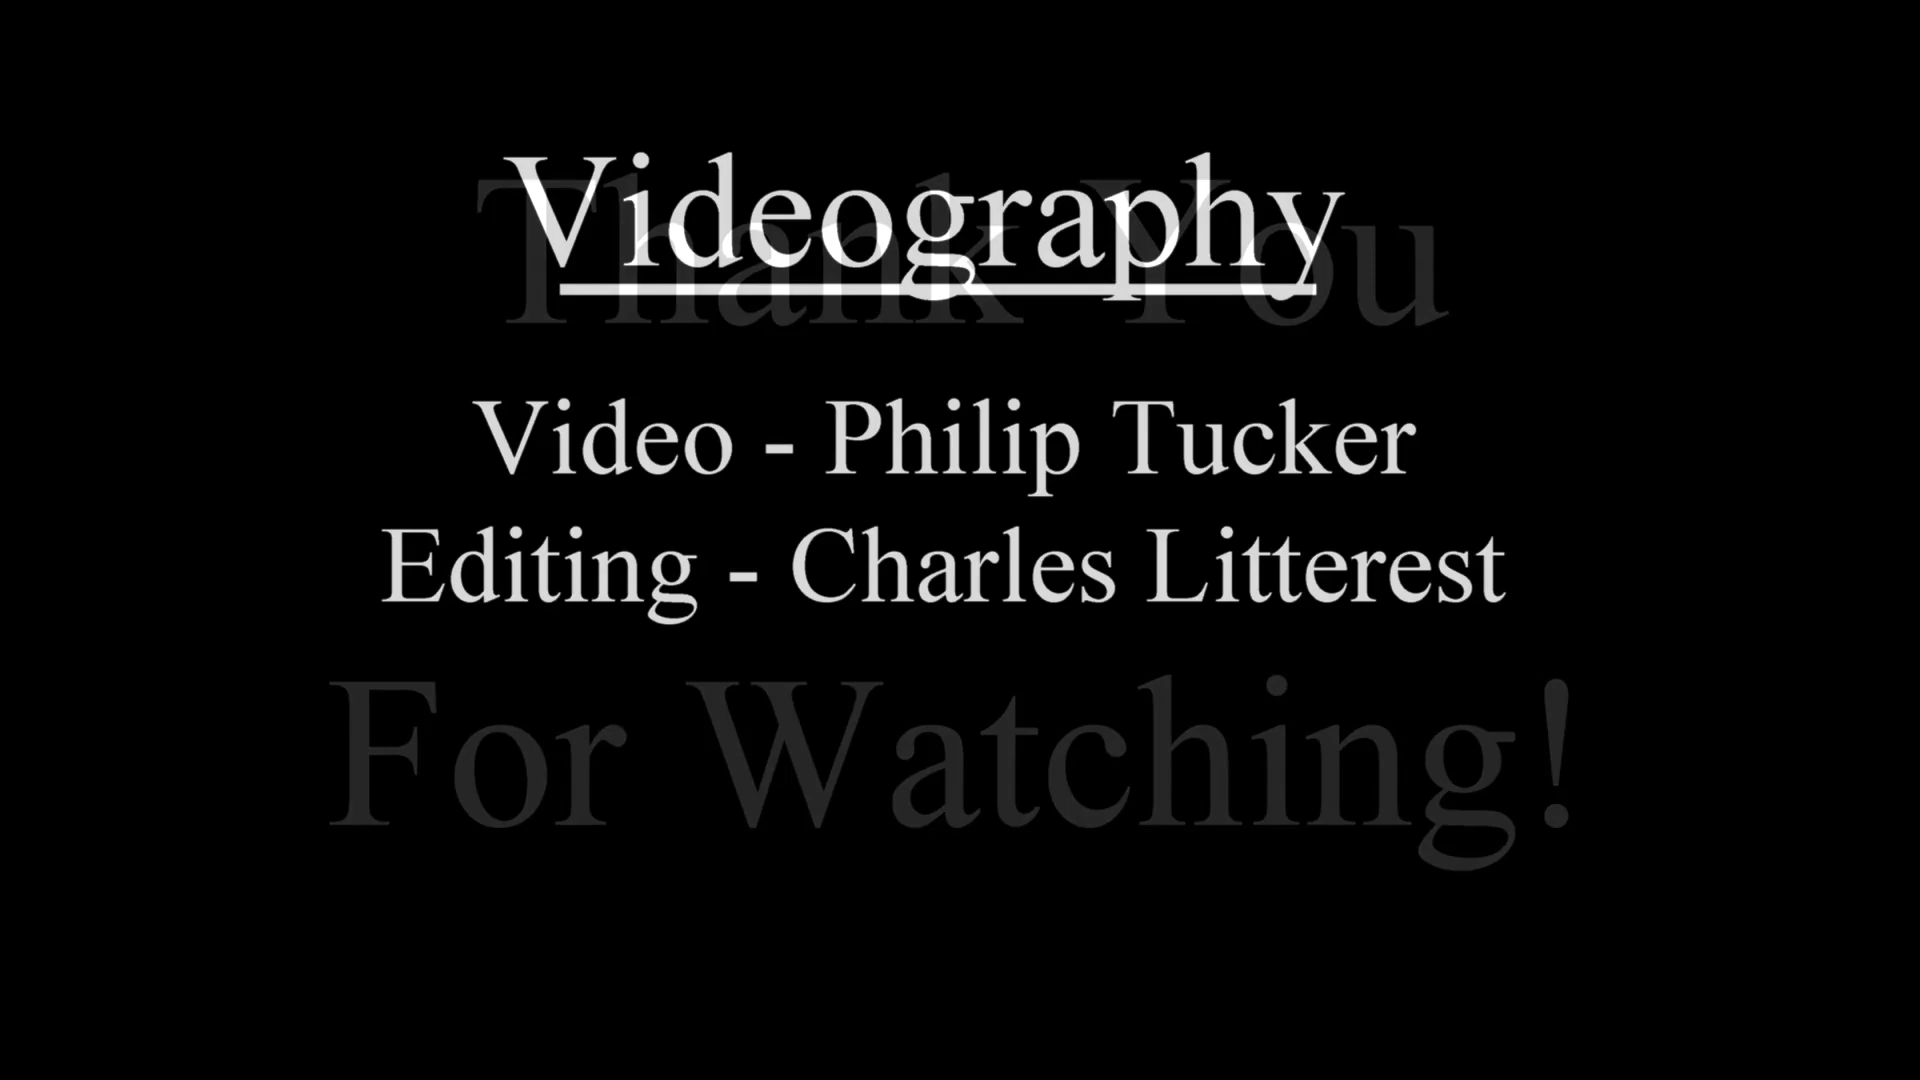 Videography
Thank You
Video - Philip Tucker
Editing - Charles Litterest
For Watching!